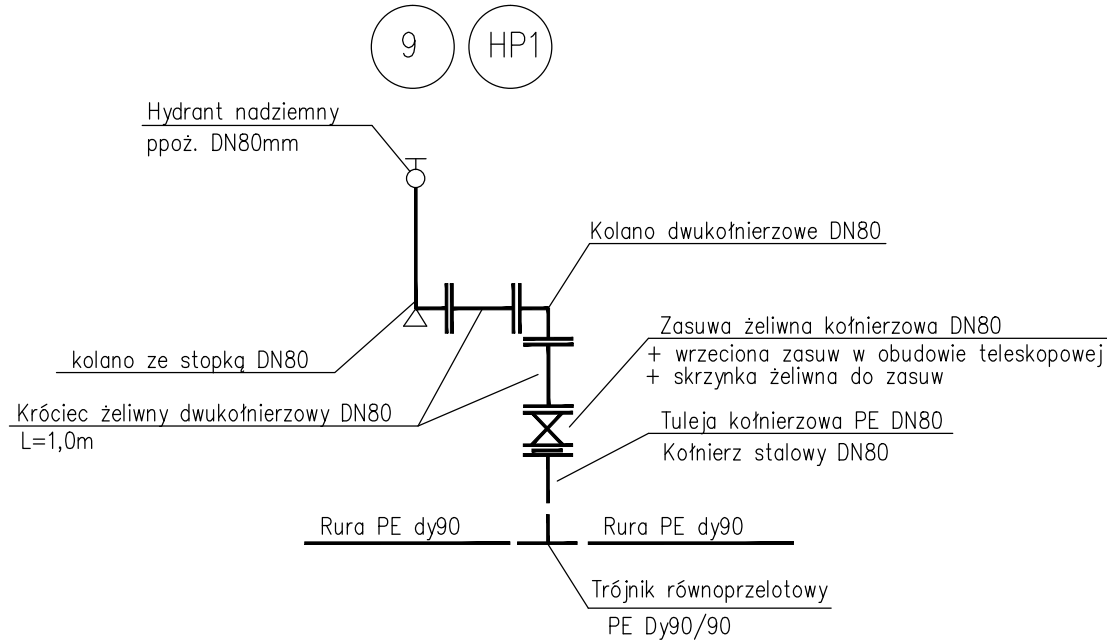 9
HP1
Hydrant nadziemny
ppoż. DN80mm
Kolano dwukołnierzowe DN80
Zasuwa żeliwna kołnierzowa DN80
+ wrzeciona zasuw w obudowie teleskopowej
+ skrzynka żeliwna do zasuw
kolano ze stopką DN80
Króciec żeliwny dwukołnierzowy DN80
L=1,0m
Tuleja kołnierzowa PE DN80
Kołnierz stalowy DN80
Rura PE dy90
Rura PE dy90
Trójnik równoprzelotowy
PE Dy90/90